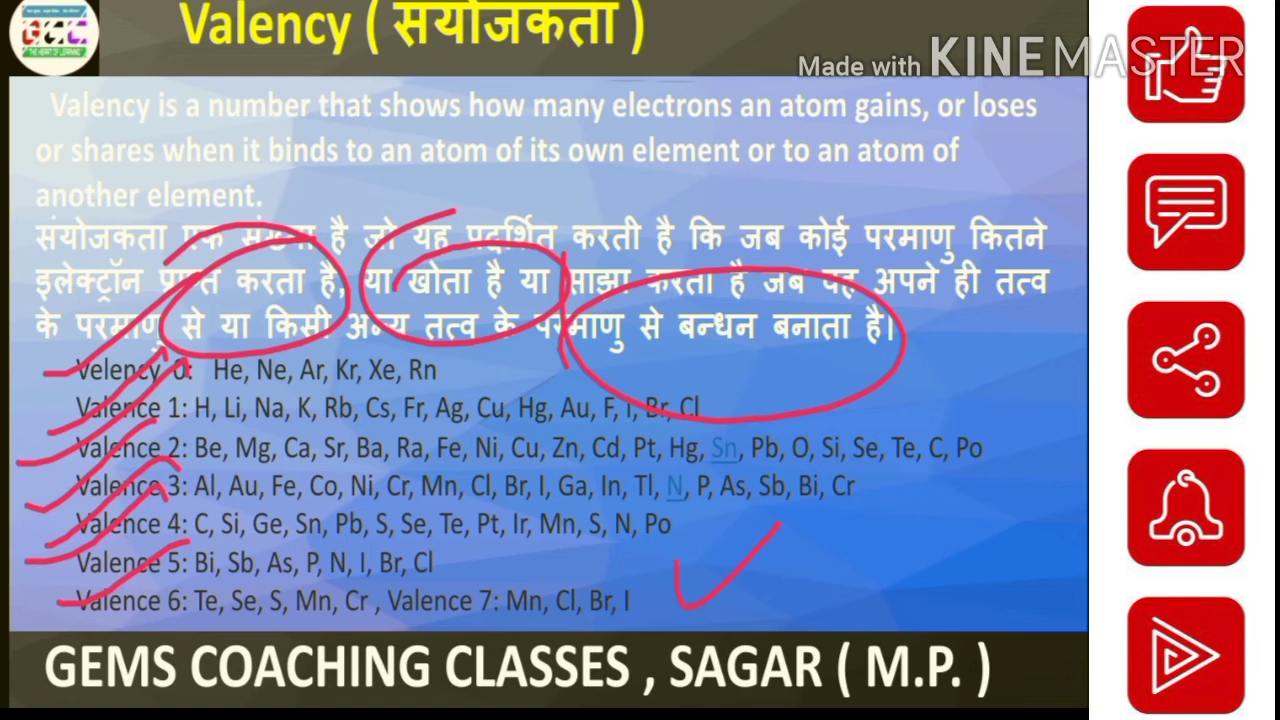 Valency ( सयोजकता )
Made with KINEMASTER
THE HEART OF LEARNING
Valency is a number that shows how many electrons an atom gains, or loses
or shares when it binds to an atom of its own element or to an atom of
another element.
संयोजकता एक संख्या है जो यह प्रदर्शित करती है कि जब कोई परमाणु कितने
इलेक्ट्रॉन प्राप्त करता है, या खोता है या साझा करता है जब वह अपने ही तत्व
के परमाणु से या किसी अन्य तत्व के परमाणु से बन्धन बनाता है।
Velency 0: He, Ne, Ar, Kr, Xe, Rn
Valence 1: H, Li, Na, K, Rb, Cs, Fr, Ag, Cu, Hg, Au, F, I, Br, Cl
Valence 2: Be, Mg, Ca, Sr, Ba, Ra, Fe, Ni, Cu, Zn, Cd, Pt, Hg, Sn, Pb, O, Si, Se, Te, C, Po
Valence 3: Al, Au, Fe, Co, Ni, Cr, Mn, Cl, Br, I, Ga, In, Tl, N, P, As, Sb, Bi, Cr
Valence 4: C, Si, Ge, Sn, Pb, S, Se, Te, Pt, Ir, Mn, S, N, Po
Valence 5: Bi, Sb, As, P, N, I, Br, Cl
Valence 6: Te, Se, S, Mn, Cr , Valence 7: Mn, Cl, Br, I
GEMS COACHING CLASSES , SAGAR ( M.P. )